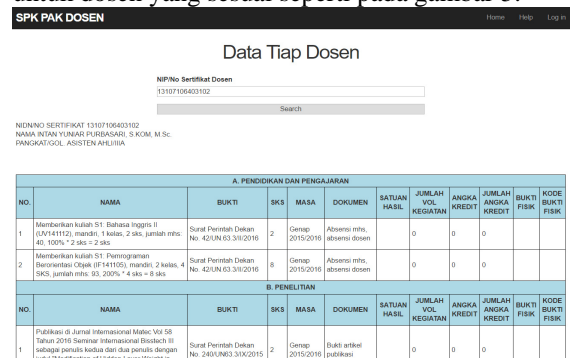 untuk dosen yang sesuai seperti pada gambar 3.
SPK PAK DOSEN Home Help Log in
Data Tiap Dosen
NIP/No Sertifikat Dosen
13107106403102
Search
NIDN/NO SERTIFIKAT 13107106403102
NAMA INTAN YUNIAR PURBASARI, S.KOM, M.Sc.
PANGKAT/GOL. ASISTEN AHLI/IIIA
A. PENDIDIKAN DAN PENGAJARAN
NO. NAMA BUKTI SKS MASA DOKUMEN SATUAN HASIL JUMLAH VOL KEGIATAN ANGKA KREDIT JUMLAH ANGKA KREDIT BUKTI FISIK KODE BUKTI FISIK
1 Memberikan kuliah S1: Bahasa Inggris II (UV141112), mandiri, 1 kelas, 2 sks, jumlah mhs: 40, 100% * 2 sks = 2 sks Surat Perintah Dekan No. 42/UN.63.3/II/2016 2 Genap 2015/2016 Absensi mhs, absensi dosen 0 0 0
2 Memberikan kuliah S1: Pemrograman Berorientasi Objek (IF141105), mandiri, 2 kelas, 4 SKS, jumlah mhs: 93, 200% * 4 sks = 8 sks Surat Perintah Dekan No. 42/UN.63.3/II/2016 8 Genap 2015/2016 Absensi mhs, absensi dosen 0 0 0
B. PENELITIAN
NO. NAMA BUKTI SKS MASA DOKUMEN SATUAN HASIL JUMLAH VOL KEGIATAN ANGKA KREDIT JUMLAH ANGKA KREDIT BUKTI FISIK KODE BUKTI FISIK
1 Publikasi di Jurnal Internasional Matec Vol 58 Tahun 2016 Seminar Internasional Bisstech III sebagai penulis kedua dari dua penulis dengan Surat Perintah Dekan No. 240/UN63.3/IX/2015 2 Genap 2015/2016 Bukti artikel publikasi 0 0 0